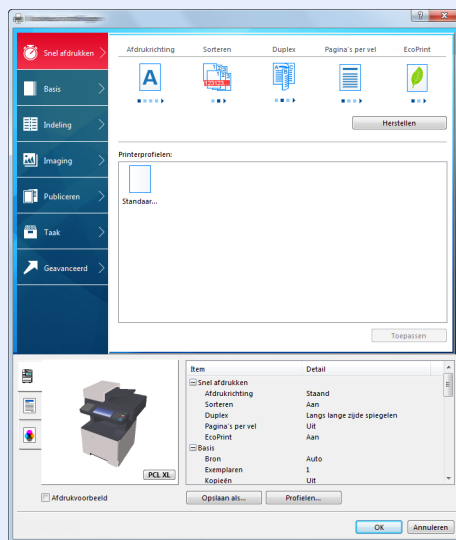 Snel afdrukken
Basis
Indeling
Imaging
Publiceren
Taak
Geavanceerd
Afdrukrichting Sorteren Duplex Pagina's per vel EcoPrint
A
123123
Herstellen
Printerprofielen:
Standaar...
Toepassen
PCL XL
Afdrukvoorbeeld
Item Detail
Snel afdrukken
Afdrukrichting Staand
Sorteren Aan
Duplex Langs lange zijde spiegelen
Pagina's per vel Uit
EcoPrint Aan
Basis
Bron Auto
Exemplaren 1
Kopieën Uit
Opslaan als... Profielen...
OK Annuleren